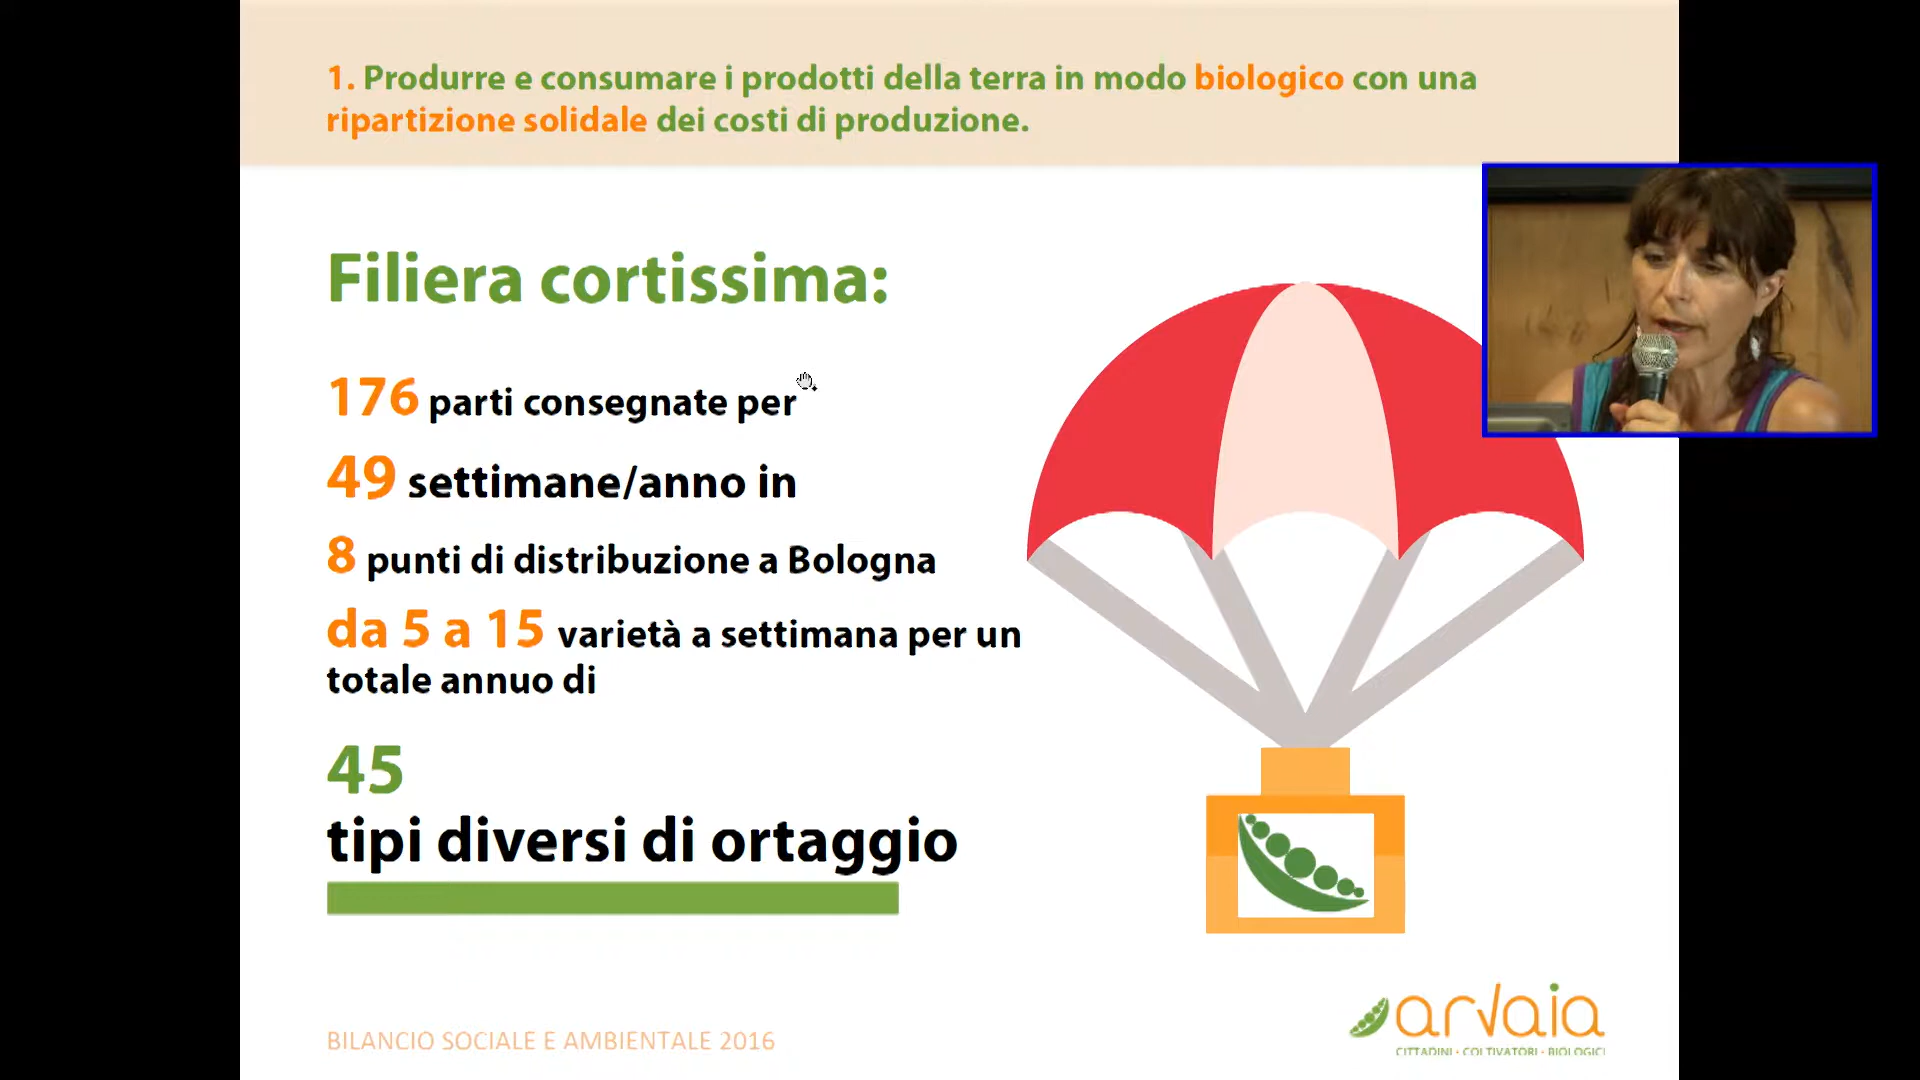 1. Produrre e consumare i prodotti della terra in modo biologico con una
ripartizione solidale dei costi di produzione.
Filiera cortissima:
176 parti consegnate per
49 settimane/anno in
8 punti di distribuzione a Bologna
da 5 a 15 varietà a settimana per un
totale annuo di
45
tipi diversi di ortaggio
BILANCIO SOCIALE E AMBIENTALE 2016
arvaia
CITTADINI · COLTIVATORI · BIOLOGICI